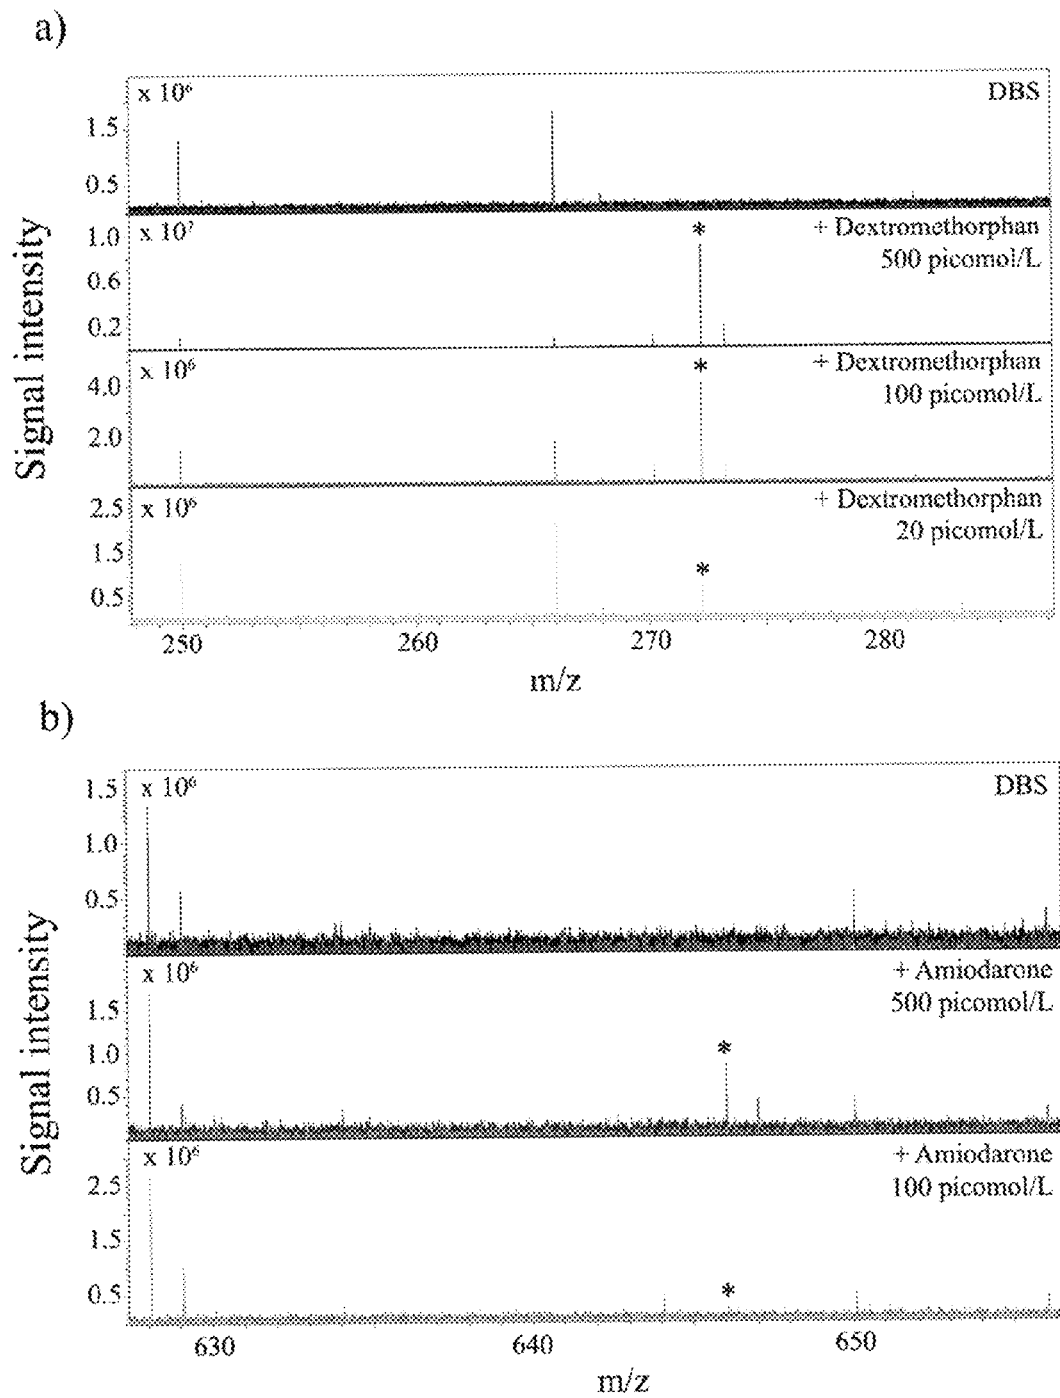 a)
x 10⁶
DBS
1.5
0.5
x 10⁷
*
+ Dextromethorphan
500 picomol/L
1.0
0.6
0.2
x 10⁶
*
+ Dextromethorphan
100 picomol/L
4.0
2.0
x 10⁶
+ Dextromethorphan
20 picomol/L
*
2.5
1.5
0.5
Signal intensity
250 260 270 280
m/z
b)
x 10⁶
DBS
1.5
1.0
0.5
x 10⁶
+ Amiodarone
500 picomol/L
*
1.5
1.0
0.5
x 10⁶
+ Amiodarone
100 picomol/L
*
2.5
1.5
0.5
Signal intensity
630 640 650
m/z